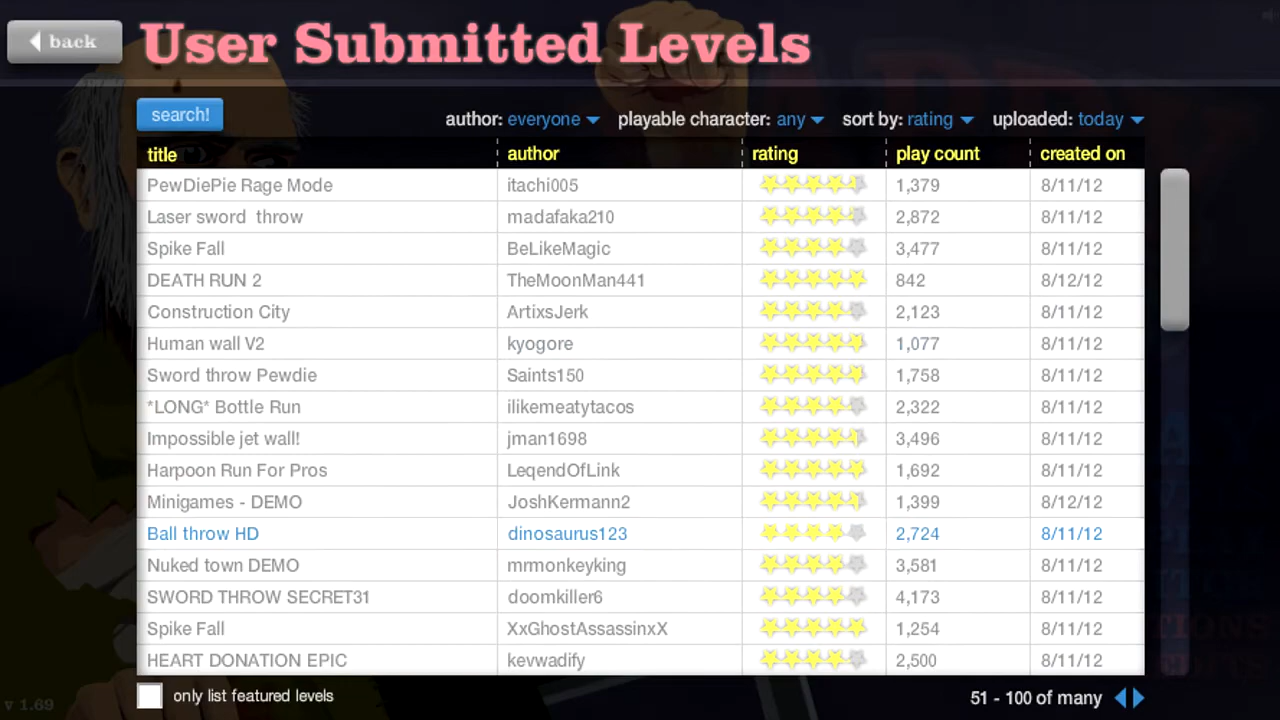 back
User Submitted Levels
search!
author: everyone playable character: any sort by: rating uploaded: today
title author rating play count created on
PewDiePie Rage Mode itachi005 1,379 8/11/12
Laser sword  throw madafaka210 2,872 8/11/12
Spike Fall BeLikeMagic 3,477 8/11/12
DEATH RUN 2 TheMoonMan441 842 8/12/12
Construction City ArtixsJerk 2,123 8/11/12
Human wall V2 kyogore 1,077 8/11/12
Sword throw Pewdie Saints150 1,758 8/11/12
*LONG* Bottle Run ilikemeatytacos 2,322 8/11/12
Impossible jet wall! jman1698 3,496 8/11/12
Harpoon Run For Pros LeqendOfLink 1,692 8/11/12
Minigames - DEMO JoshKermann2 1,399 8/12/12
Ball throw HD dinosaurus123 2,724 8/11/12
Nuked town DEMO mrmonkeyking 3,581 8/11/12
SWORD THROW SECRET31 doomkiller6 4,173 8/11/12
Spike Fall XxGhostAssassinxX 1,254 8/11/12
HEART DONATION EPIC kevwadify 2,500 8/11/12
only list featured levels
51 - 100 of many
v 1.69